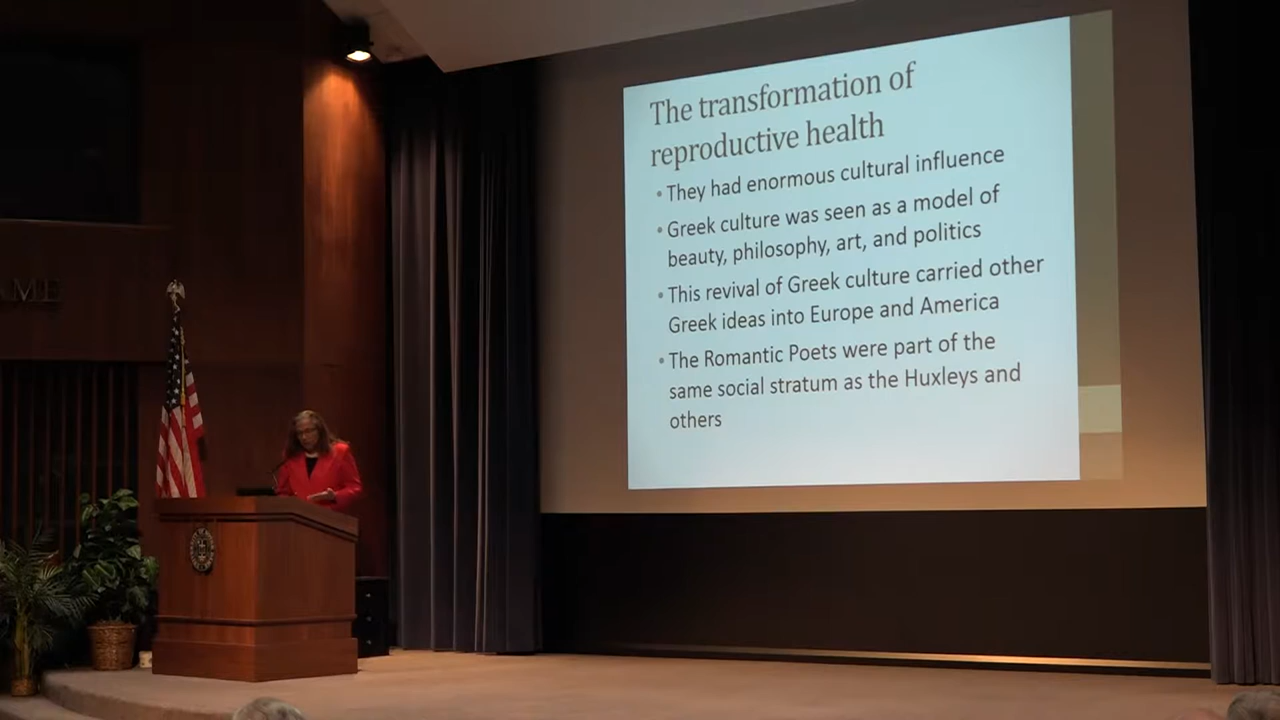 The transformation of
reproductive health
• They had enormous cultural influence
• Greek culture was seen as a model of
beauty, philosophy, art, and politics
• This revival of Greek culture carried other
Greek ideas into Europe and America
• The Romantic Poets were part of the
same social stratum as the Huxleys and
others